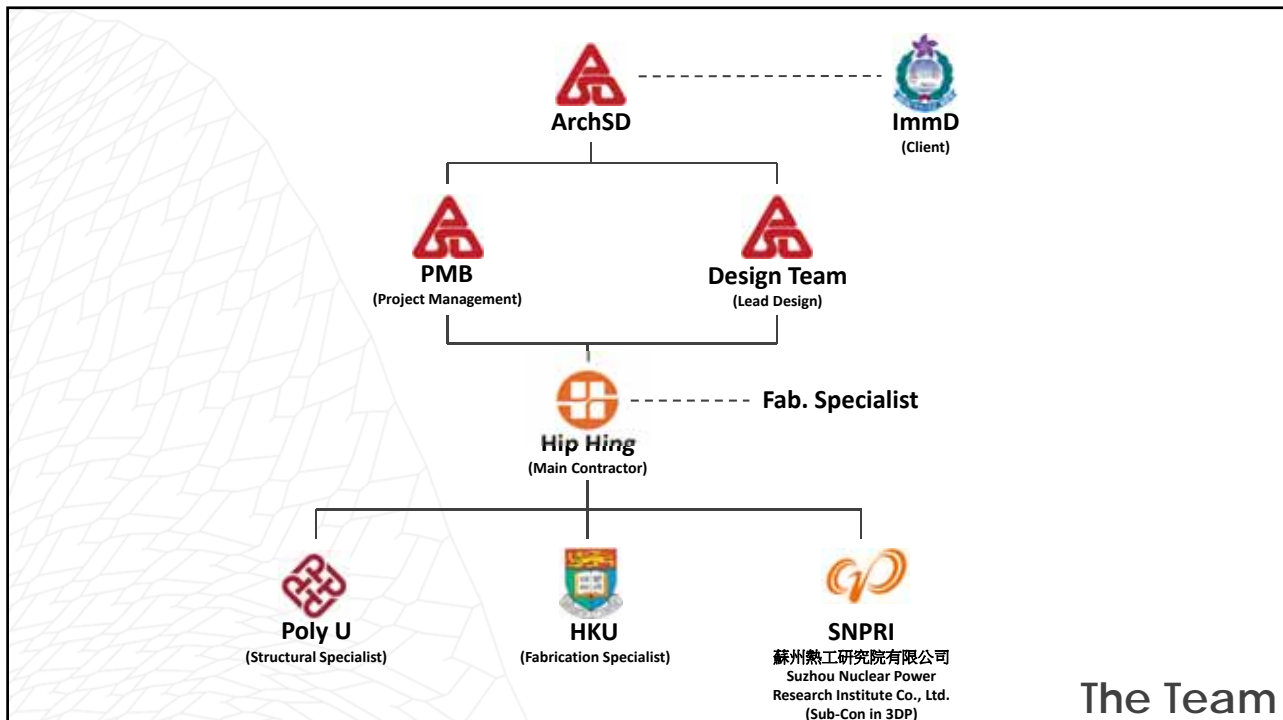 ArchSD
ImmD
(Client)
PMB
(Project Management)
Design Team
(Lead Design)
Hip Hing
(Main Contractor)
Fab. Specialist
Poly U
(Structural Specialist)
HKU
(Fabrication Specialist)
SNPRI
蘇州熱工研究院有限公司
Suzhou Nuclear Power
Research Institute Co., Ltd.
(Sub-Con in 3DP)
The Team